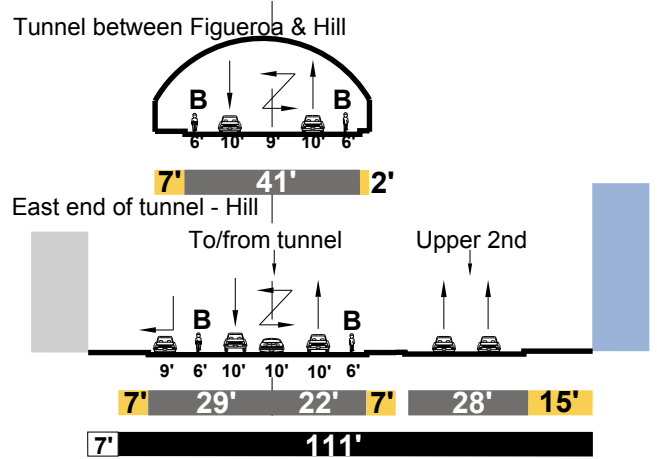 Tunnel between Figueroa & Hill
B B
6' 10' 9' 10' 6'
7' 41' 2'
East end of tunnel - Hill
To/from tunnel Upper 2nd
B B
9' 6' 10' 10' 10' 6'
7' 29' 22' 7' 28' 15'
7' 111'